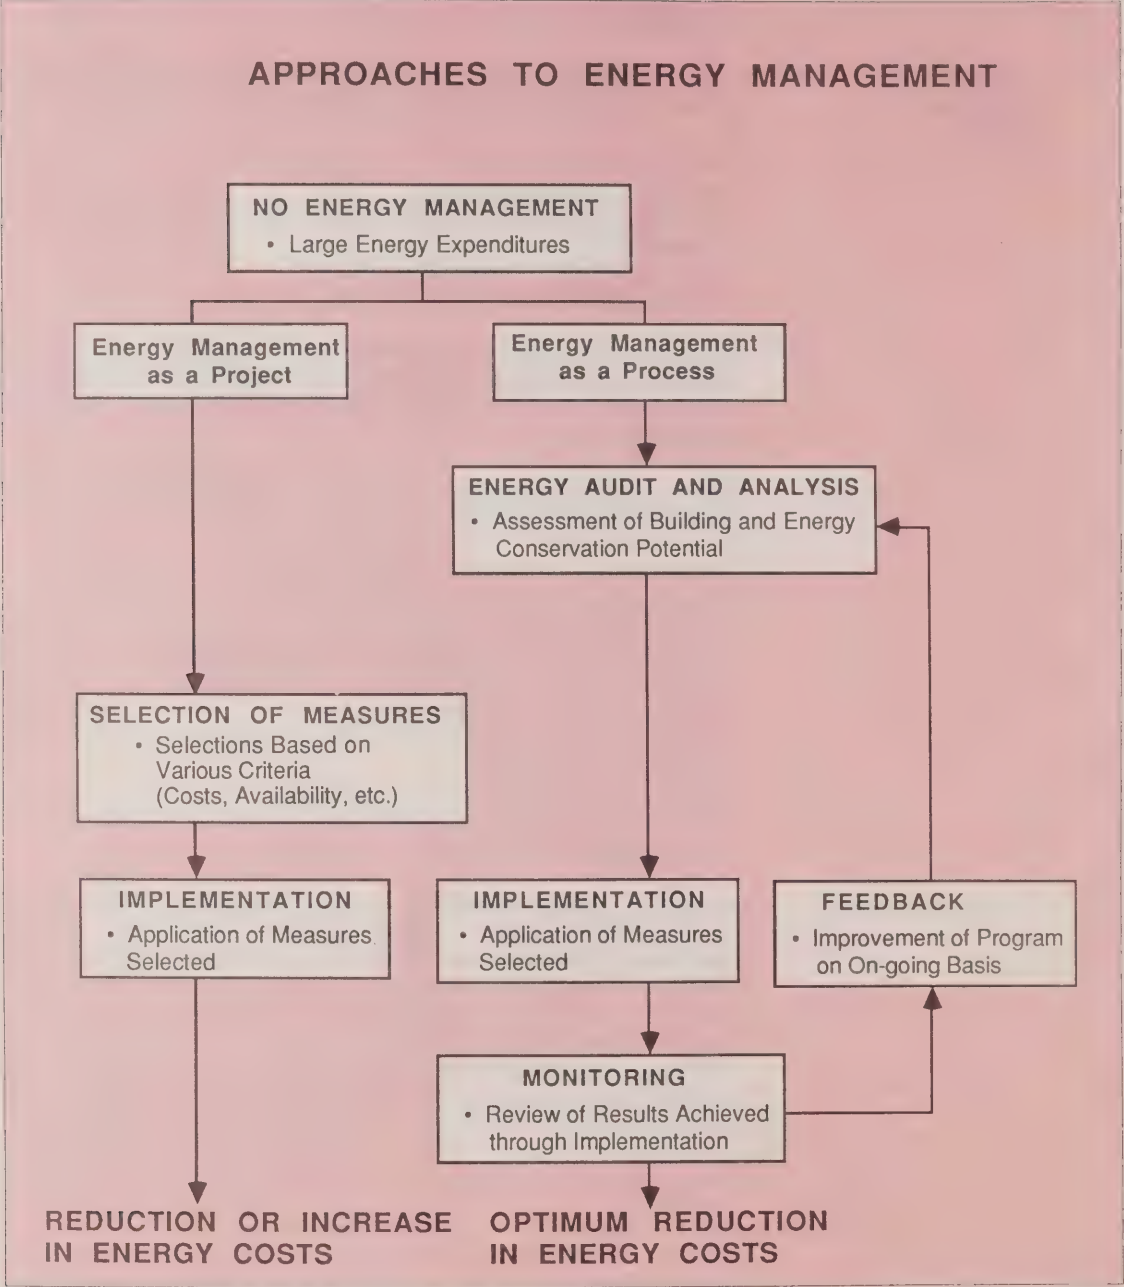 APPROACHES TO ENERGY MANAGEMENT
NO ENERGY MANAGEMENT
• Large Energy Expenditures
Energy Management
as a Project
Energy Management
as a Process
ENERGY AUDIT AND ANALYSIS
• Assessment of Building and Energy
Conservation Potential
SELECTION OF MEASURES
• Selections Based on
Various Criteria
(Costs, Availability, etc.)
IMPLEMENTATION
• Application of Measures
Selected
IMPLEMENTATION
• Application of Measures
Selected
FEEDBACK
• Improvement of Program
on On-going Basis
MONITORING
• Review of Results Achieved
through Implementation
REDUCTION OR INCREASE
IN ENERGY COSTS
OPTIMUM REDUCTION
IN ENERGY COSTS